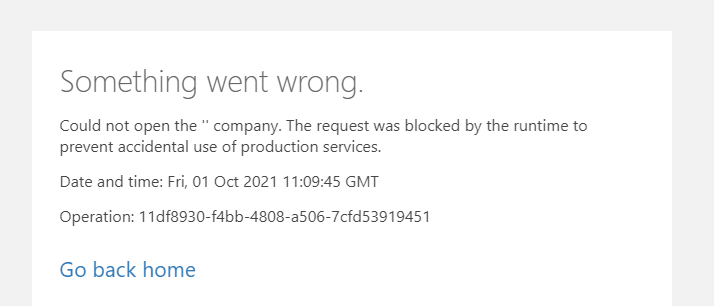 Something went wrong.
Could not open the '' company. The request was blocked by the runtime to
prevent accidental use of production services.
Date and time: Fri, 01 Oct 2021 11:09:45 GMT
Operation: 11df8930-f4bb-4808-a506-7cfd53919451
Go back home